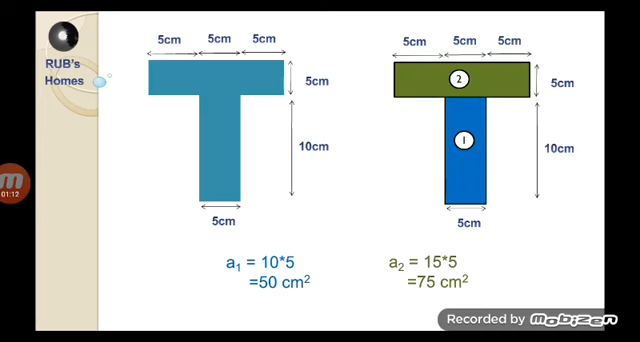 5cm 5cm 5cm
5cm
10cm
5cm
5cm 5cm 5cm
5cm
10cm
5cm
2
1
RUB's
Homes
01:12
a₁ = 10*5
=50 cm²
a₂ = 15*5
=75 cm²
Recorded by
Mobizen